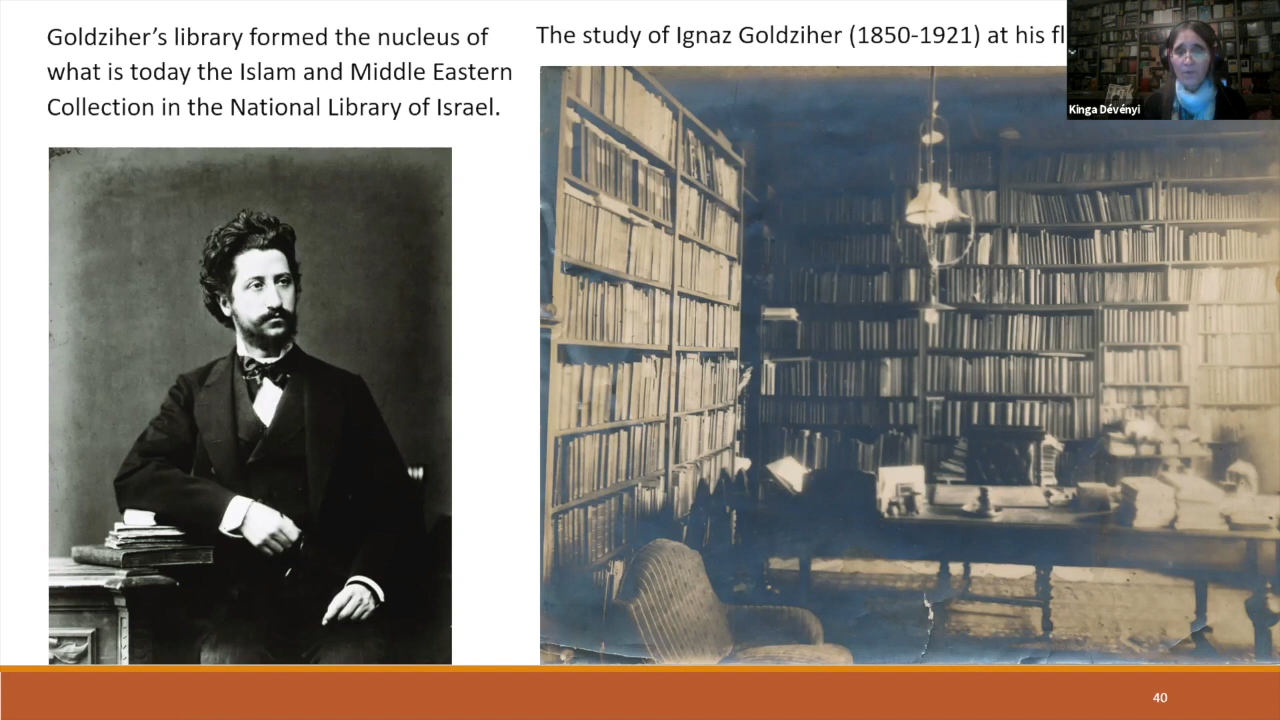 Goldziher’s library formed the nucleus of
what is today the Islam and Middle Eastern
Collection in the National Library of Israel.
The study of Ignaz Goldziher (1850-1921) at his fl
Kinga Dévényi
40